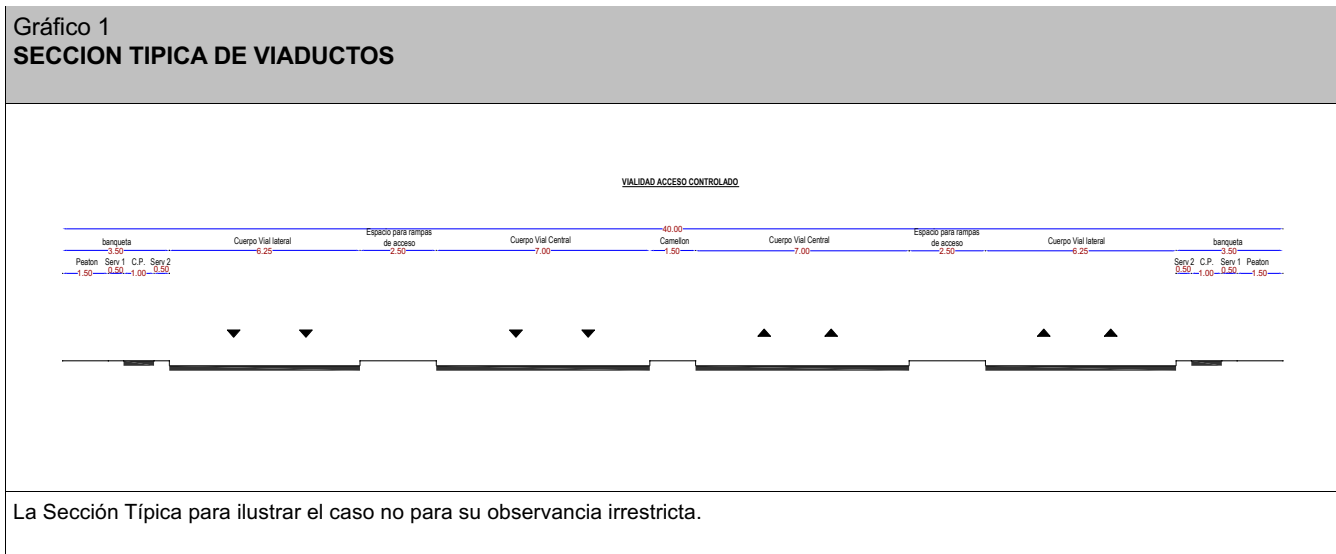 Gráfico 1
SECCION TIPICA DE VIADUCTOS
VIALIDAD ACCESO CONTROLADO
40.00
banqueta Cuerpo Vial lateral Espacio para rampas de acceso Cuerpo Vial Central Camellon Cuerpo Vial Central Espacio para rampas de acceso Cuerpo Vial lateral banqueta
3.50 6.25 2.50 7.00 1.50 7.00 2.50 6.25 3.50
Peaton Serv 1 C.P. Serv 2 Serv 2 C.P. Serv 1 Peaton
1.50 0.50 1.00 0.50 0.50 1.00 0.50 1.50
La Sección Típica para ilustrar el caso no para su observancia irrestricta.